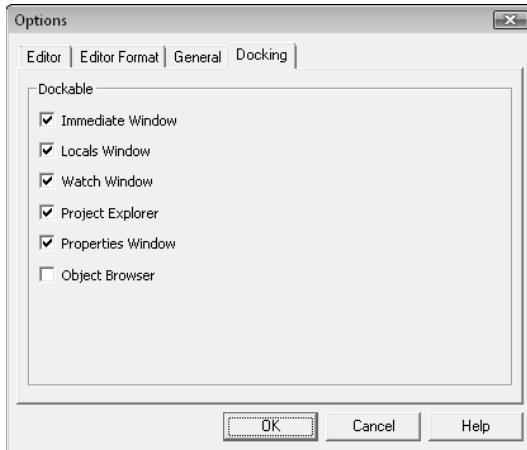 Options
Editor Editor Format General Docking
Dockable
Immediate Window
Locals Window
Watch Window
Project Explorer
Properties Window
Object Browser
OK Cancel Help